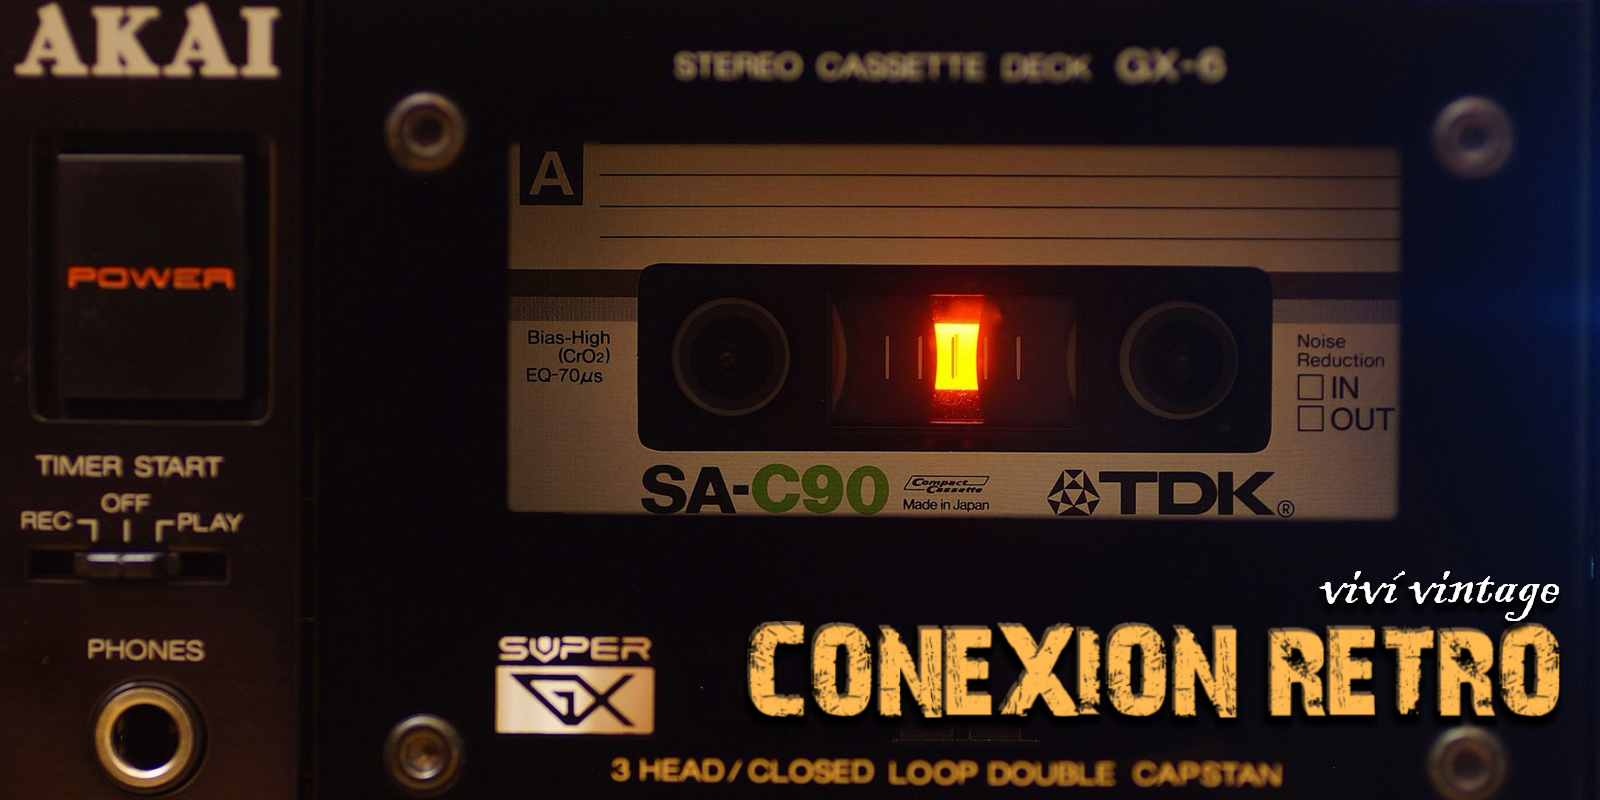 AKAI
STEREO CASSETTE DECK GX-6
POWER
A
Bias-High
(CrO2)
EQ-70µs
Noise
Reduction
IN
OUT
SA-C90
Compact
Cassette
Made in Japan
TDK®
TIMER START
OFF
REC PLAY
PHONES
viví vintage
CONEXION RETRO
SUPER
GX
3 HEAD/CLOSED LOOP DOUBLE CAPSTAN